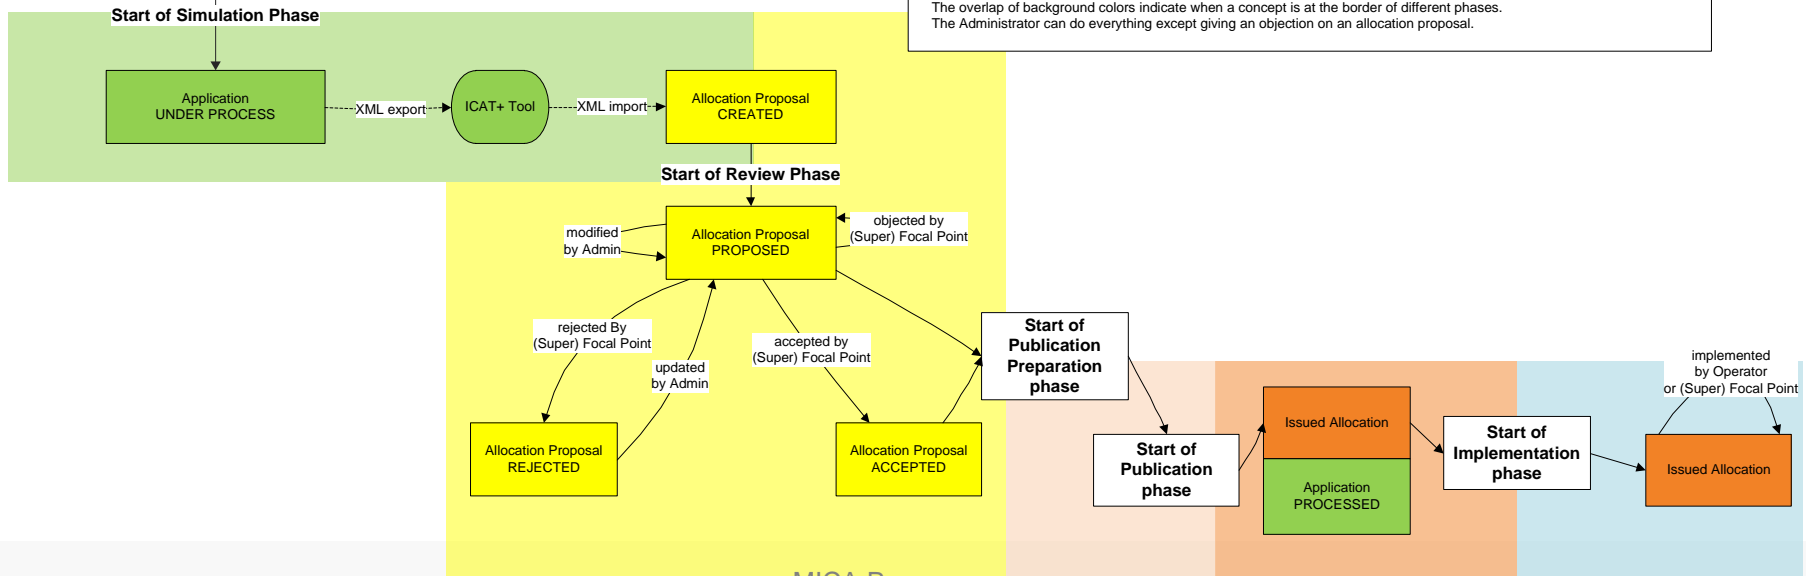 The overlap of background colors indicate when a concept is at the border of different phases.
The Administrator can do everything except giving an objection on an allocation proposal.
Start of Simulation Phase
Application
UNDER PROCESS
XML export
ICAT+ Tool
XML import
Allocation Proposal
CREATED
Start of Review Phase
modified
by Admin
Allocation Proposal
PROPOSED
objected by
(Super) Focal Point
rejected By
(Super) Focal Point
updated
by Admin
accepted by
(Super) Focal Point
Allocation Proposal
REJECTED
Allocation Proposal
ACCEPTED
Start of
Publication
Preparation
phase
Start of
Publication
phase
Issued Allocation
Application
PROCESSED
Start of
Implementation
phase
implemented
by Operator
or (Super) Focal Point
Issued Allocation